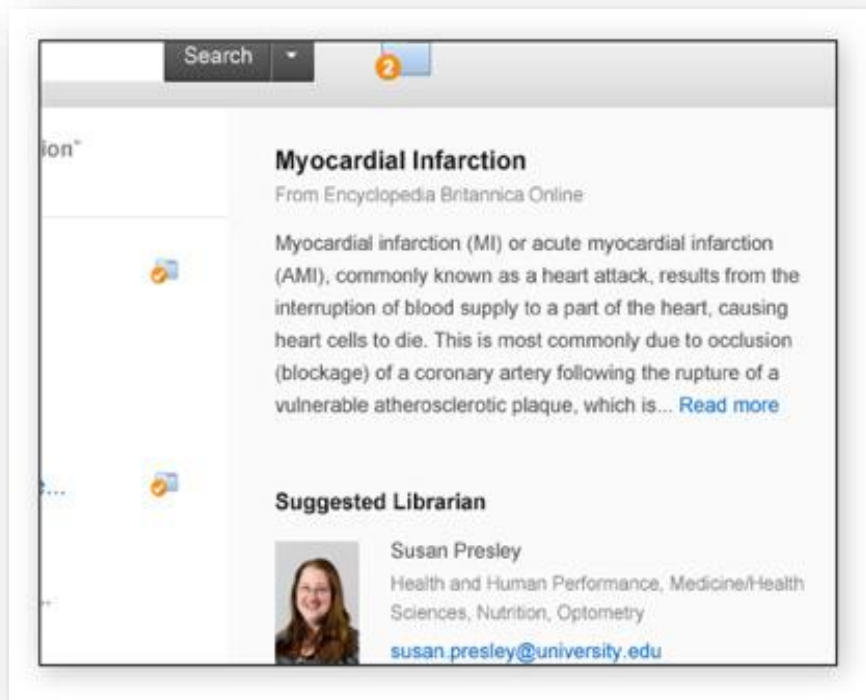 Search
2
ion"
Myocardial Infarction
From Encyclopedia Britannica Online
Myocardial infarction (MI) or acute myocardial infarction
(AMI), commonly known as a heart attack, results from the
interruption of blood supply to a part of the heart, causing
heart cells to die. This is most commonly due to occlusion
(blockage) of a coronary artery following the rupture of a
vulnerable atherosclerotic plaque, which is... Read more
e...
Suggested Librarian
Susan Presley
Health and Human Performance, Medicine/Health
Sciences, Nutrition, Optometry
susan.presley@university.edu